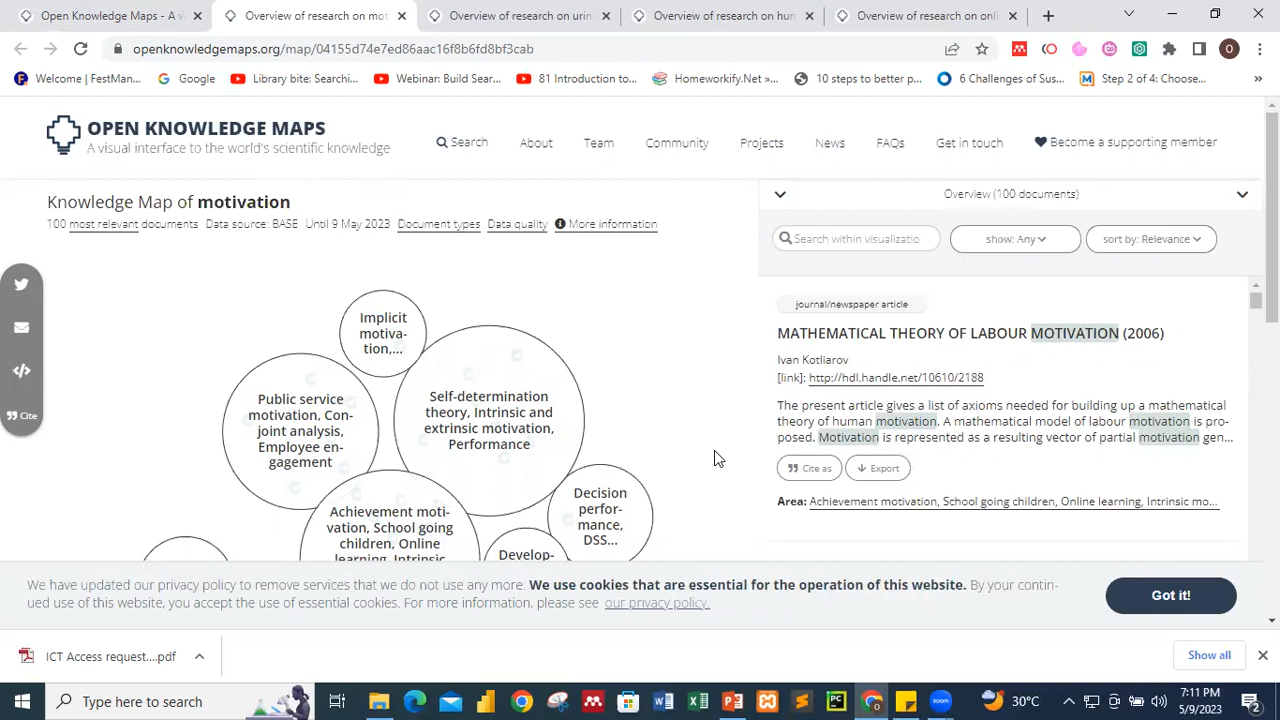 Open Knowledge Maps - A v
Overview of research on mot
Overview of research on urin
Overview of research on hum
Overview of research on onli
openknowledgemaps.org/map/04155d74e7ed86aac16f8b6fd8bf3cab
O
Welcome | FestMan...
Google
Library bite: Searchi...
Webinar: Build Sear...
81 Introduction to...
Homeworkify.Net »...
10 steps to better p...
6 Challenges of Sus...
Step 2 of 4: Choose...
»
OPEN KNOWLEDGE MAPS
A visual interface to the world's scientific knowledge
Search
About
Team
Community
Projects
News
FAQs
Get in touch
Become a supporting member
Knowledge Map of motivation
100 most relevant documents Data source: BASE Until 9 May 2023 Document types Data quality More information
Cite
Implicit
motiva-
tion,...
Public service
motivation, Con-
joint analysis,
Employee en-
gagement
Self-determination
theory, Intrinsic and
extrinsic motivation,
Performance
Achievement moti-
vation, School going
children, Online
learning, Intrinsic
Decision
perfor-
mance,
DSS...
Develop-
Overview (100 documents)
Search within visualizatio
show: Any
sort by: Relevance
journal/newspaper article
MATHEMATICAL THEORY OF LABOUR MOTIVATION (2006)
Ivan Kotliarov
[link]: http://hdl.handle.net/10610/2188
The present article gives a list of axioms needed for building up a mathematical
theory of human motivation. A mathematical model of labour motivation is pro-
posed. Motivation is represented as a resulting vector of partial motivation gen...
Cite as
Export
Area: Achievement motivation, School going children, Online learning, Intrinsic mo...
We have updated our privacy policy to remove services that we do not use any more. We use cookies that are essential for the operation of this website. By your contin-
ued use of this website, you accept the use of essential cookies. For more information, please see our privacy policy.
Got it!
ICT Access request....pdf
Show all
Type here to search
PC
zoom
30°C
7:11 PM
5/9/2023
2